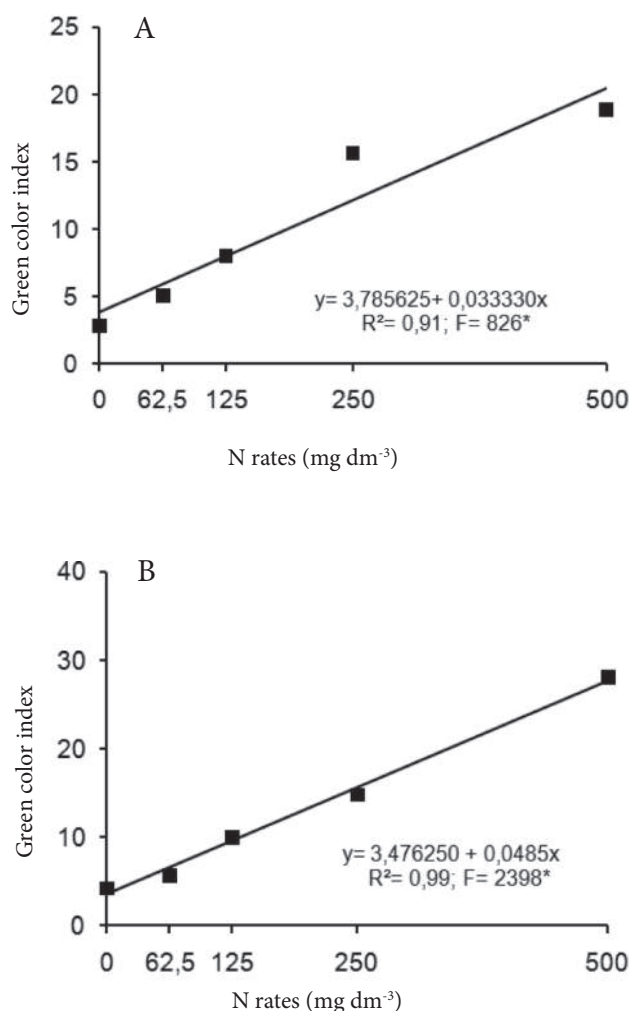 A
25
20
15
10
5
0
Green color index
y= 3,785625+ 0,033330x
R²= 0,91; F= 826*
0 62,5 125 250 500
N rates (mg dm⁻³)
B
40
30
20
10
0
Green color index
y= 3,476250 + 0,0485x
R²= 0,99; F= 2398*
0 62,5 125 250 500
N rates (mg dm⁻³)